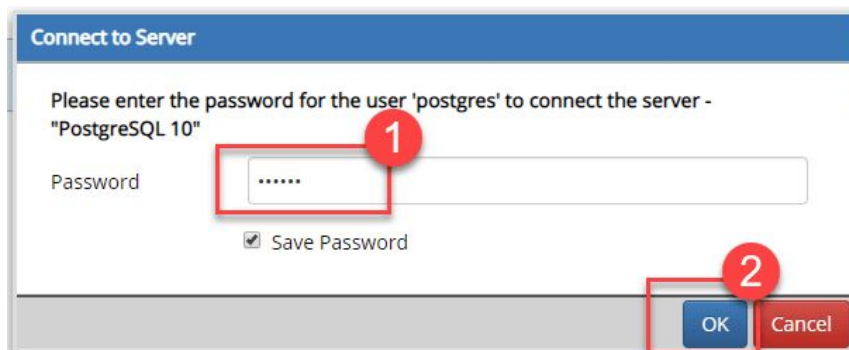 Connect to Server
Please enter the password for the user 'postgres' to connect the server -
"PostgreSQL 10"
1
Password ••••••
Save Password
2
OK Cancel